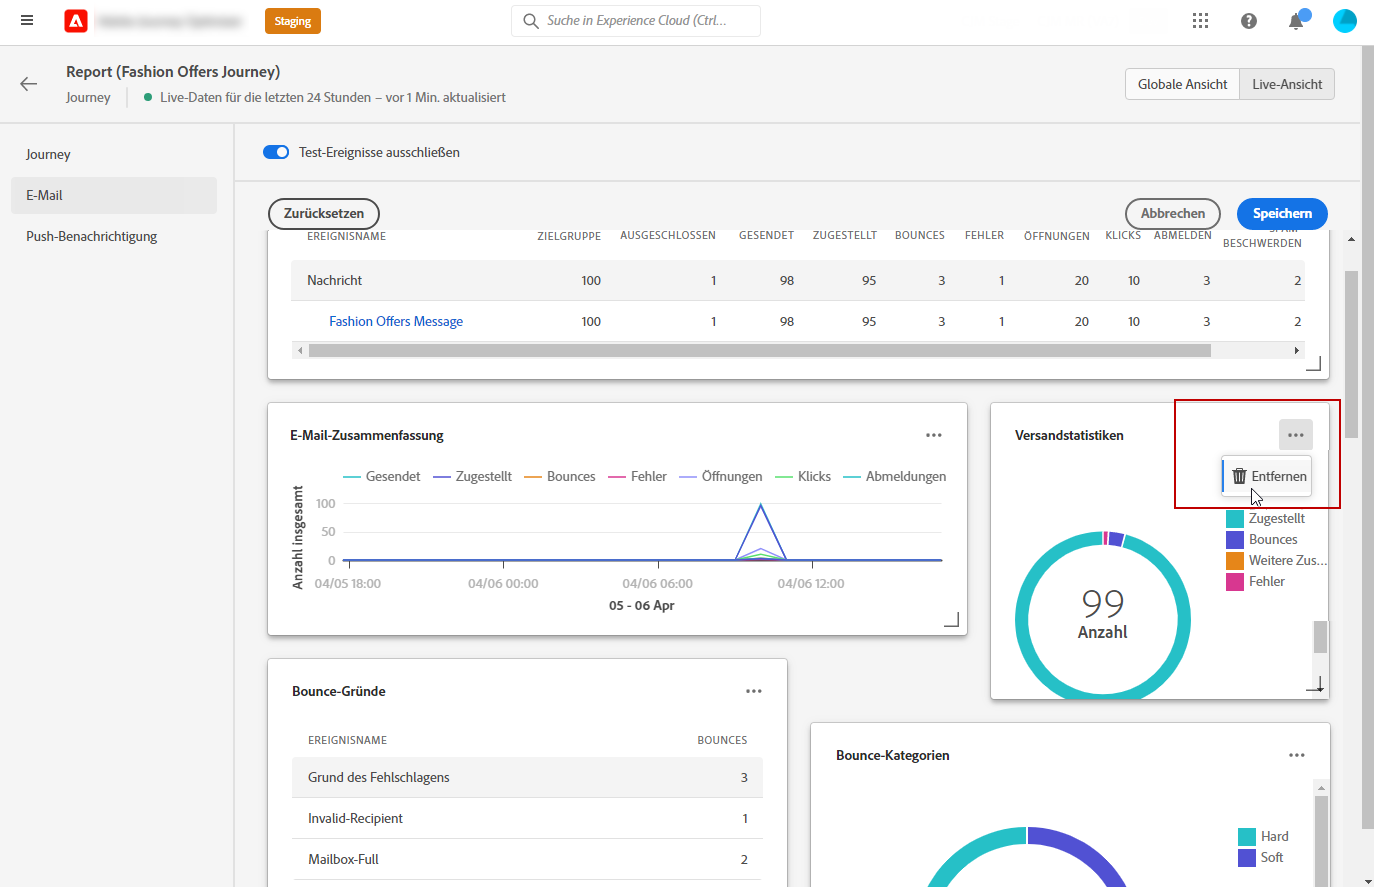 Staging
Suche in Experience Cloud (Ctrl...
Report (Fashion Offers Journey)
Journey
Live-Daten für die letzten 24 Stunden – vor 1 Min. aktualisiert
Globale Ansicht
Live-Ansicht
Journey
E-Mail
Push-Benachrichtigung
Test-Ereignisse ausschließen
Zurücksetzen
Abbrechen
Speichern
EREIGNISNAME ZIELGRUPPE AUSGESCHLOSSEN GESENDET ZUGESTELLT BOUNCES FEHLER ÖFFNUNGEN KLICKS ABMELDEN
BESCHWERDEN
Nachricht 100 1 98 95 3 1 20 10 3 2
Fashion Offers Message 100 1 98 95 3 1 20 10 3 2
E-Mail-Zusammenfassung
Gesendet Zugestellt Bounces Fehler Öffnungen Klicks Abmeldungen
Anzahl insgesamt
100
50
0
04/05 18:00 04/06 00:00 04/06 06:00 04/06 12:00
05 - 06 Apr
Versandstatistiken
Entfernen
Zugestellt
Bounces
Weitere Zus...
Fehler
99
Anzahl
Bounce-Gründe
EREIGNISNAME BOUNCES
Grund des Fehlschlagens 3
Invalid-Recipient 1
Mailbox-Full 2
Bounce-Kategorien
Hard
Soft